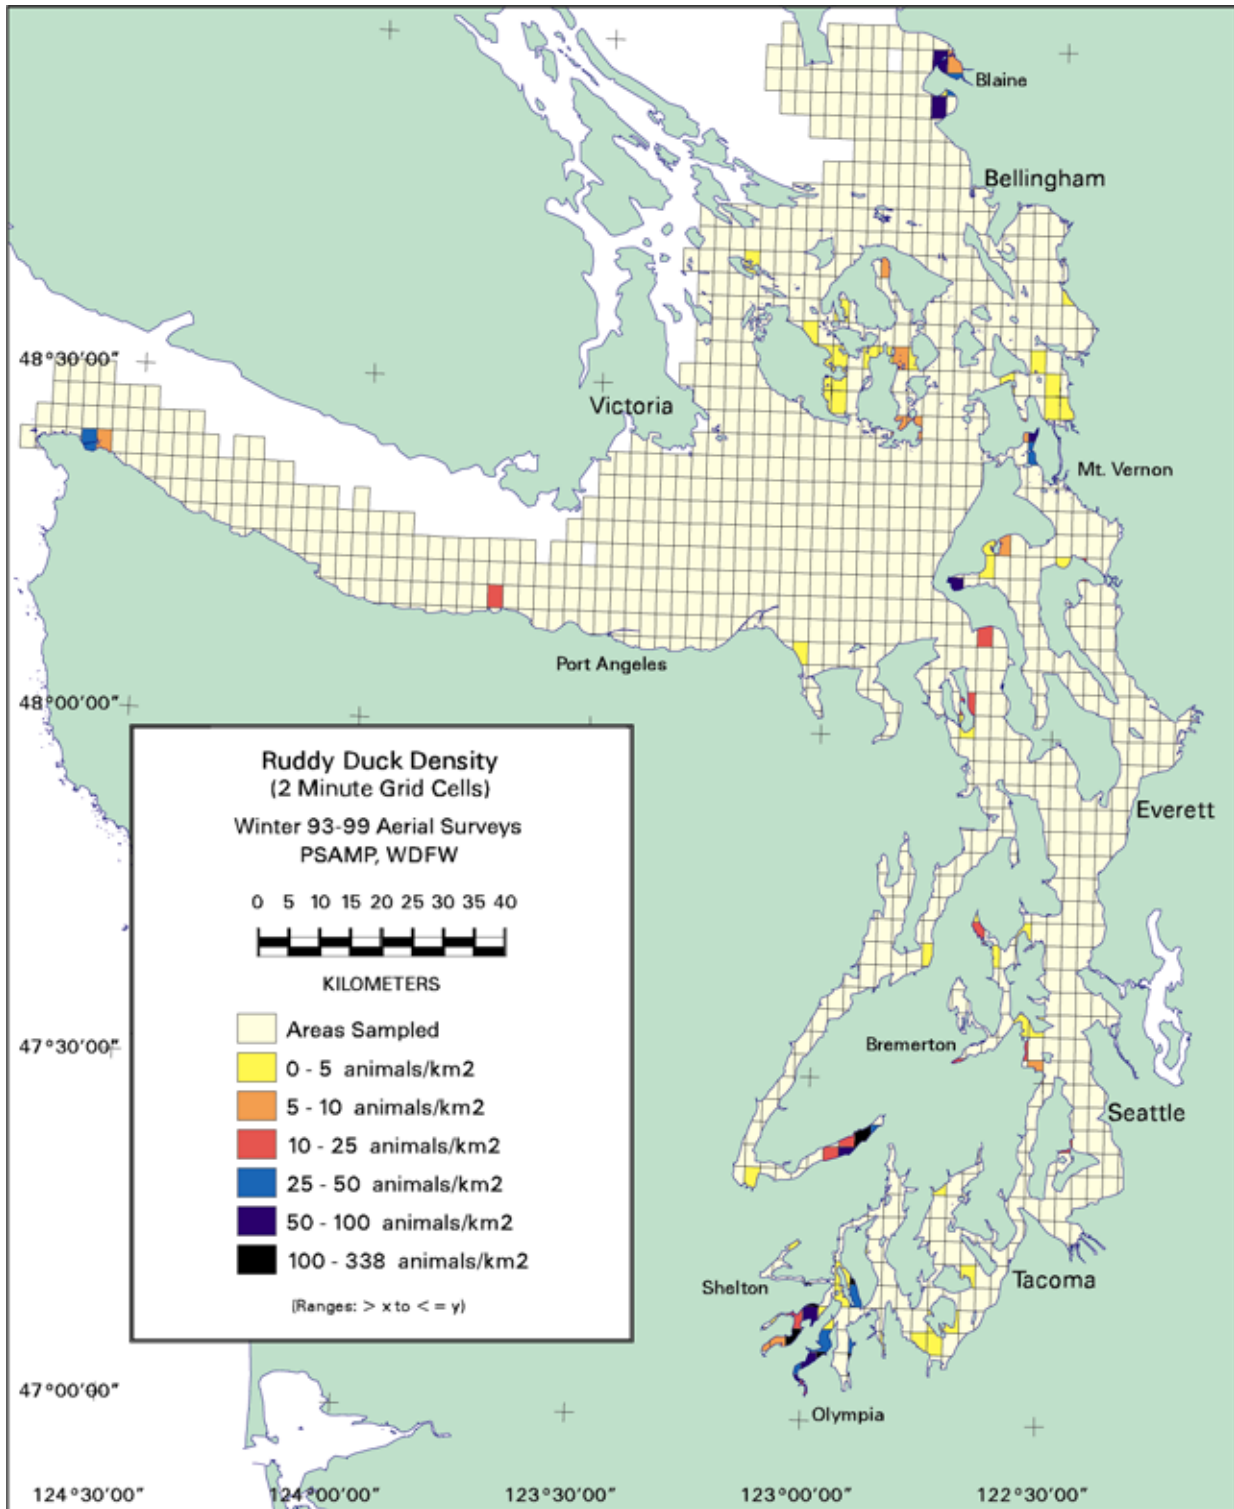 Blaine
Bellingham
48°30'00"
Victoria
Mt. Vernon
Port Angeles
48°00'00"
Ruddy Duck Density
(2 Minute Grid Cells)
Winter 93-99 Aerial Surveys
PSAMP, WDFW
0 5 10 15 20 25 30 35 40
KILOMETERS
Areas Sampled
0 - 5 animals/km2
5 - 10 animals/km2
10 - 25 animals/km2
25 - 50 animals/km2
50 - 100 animals/km2
100 - 338 animals/km2
(Ranges: > x to < = y)
Everett
47°30'00"
Bremerton
Seattle
Shelton
Tacoma
47°00'00"
Olympia
124°30'00" 124°00'00" 123°30'00" 123°00'00" 122°30'00"